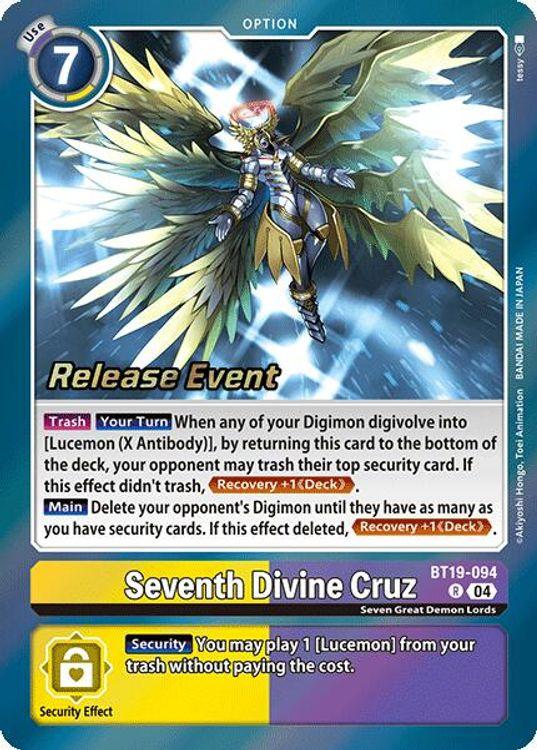 OPTION
Use
7
tessy
Release Event
Trash Your Turn When any of your Digimon digivolve into
[Lucemon (X Antibody)], by returning this card to the bottom of
the deck, your opponent may trash their top security card. If
this effect didn't trash, Recovery +1《Deck》.
Main Delete your opponent's Digimon until they have as many as
you have security cards. If this effect deleted, Recovery +1《Deck》.
©Akiyoshi Hongo, Toei Animation BANDAI MADE IN JAPAN
BT19-094
Seventh Divine Cruz
R 04
Seven Great Demon Lords
Security You may play 1 [Lucemon] from your
trash without paying the cost.
Security Effect